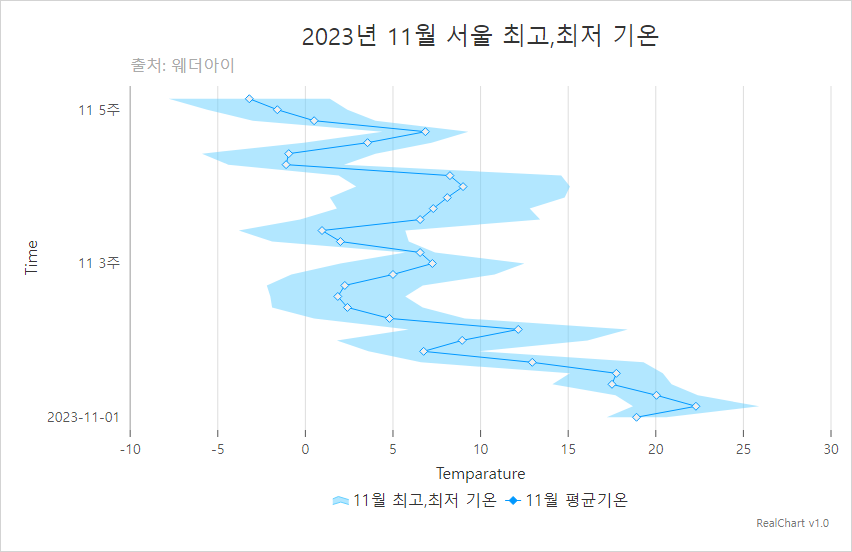 2023년 11월 서울 최고,최저 기온
출처: 웨더아이
11 5주
11 3주
2023-11-01
Time
-10 -5 0 5 10 15 20 25 30
Temparature
11월 최고,최저 기온 11월 평균기온
RealChart v1.0